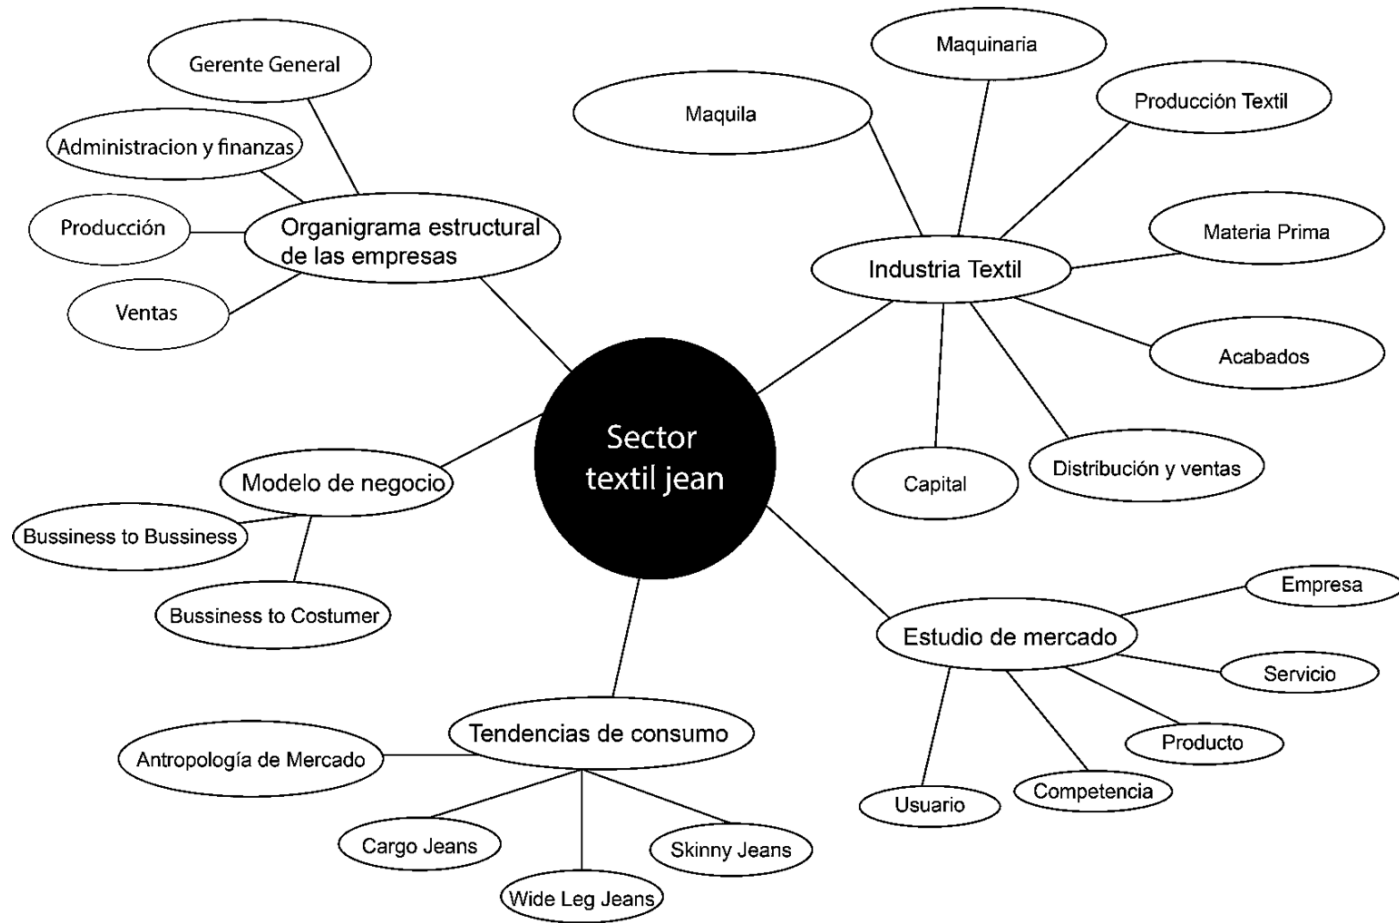 Gerente General
Administracion y finanzas
Producción
Ventas
Organigrama estructural
de las empresas
Maquila
Maquinaria
Producción Textil
Materia Prima
Acabados
Distribución y ventas
Capital
Industria Textil
Sector
textil jean
Modelo de negocio
Bussiness to Bussiness
Bussiness to Costumer
Tendencias de consumo
Antropología de Mercado
Cargo Jeans
Wide Leg Jeans
Skinny Jeans
Estudio de mercado
Empresa
Servicio
Producto
Competencia
Usuario